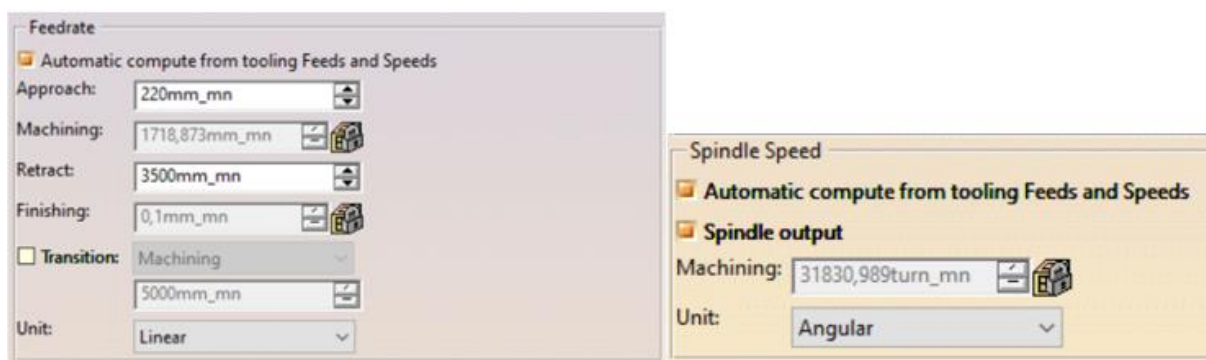 Feedrate
Automatic compute from tooling Feeds and Speeds
Approach: 220mm_mn
Machining: 1718,873mm_mn
Retract: 3500mm_mn
Finishing: 0,1mm_mn
Transition: Machining
5000mm_mn
Unit: Linear
Spindle Speed
Automatic compute from tooling Feeds and Speeds
Spindle output
Machining: 31830,989turn_mn
Unit: Angular